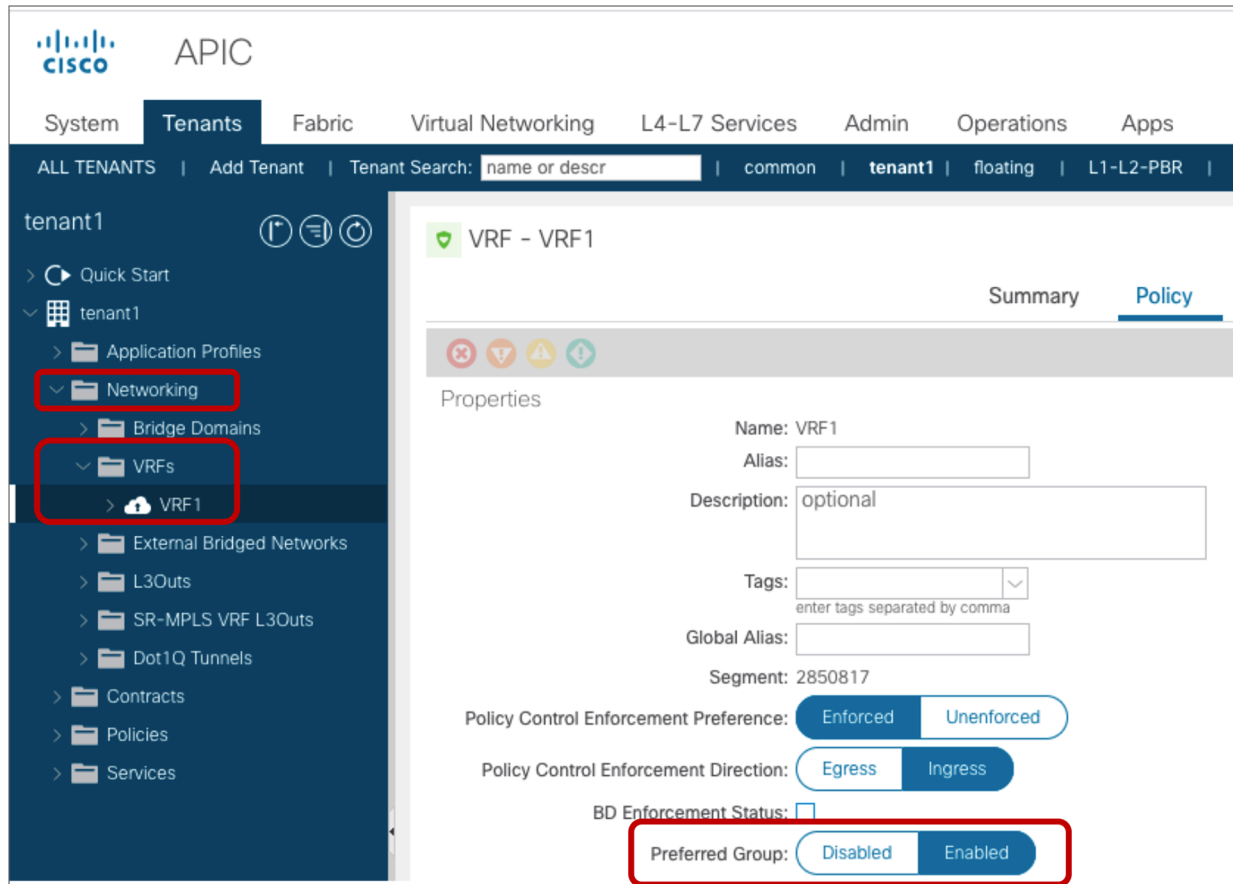 CISCO
APIC
System Tenants Fabric Virtual Networking L4-L7 Services Admin Operations Apps
ALL TENANTS | Add Tenant | Tenant Search: name or descr | common | tenant1 | floating | L1-L2-PBR |
tenant1
Quick Start
tenant1
Application Profiles
Networking
Bridge Domains
VRFs
VRF1
External Bridged Networks
L3Outs
SR-MPLS VRF L3Outs
Dot1Q Tunnels
Contracts
Policies
Services
VRF - VRF1
Summary Policy
Properties
Name: VRF1
Alias:
Description: optional
Tags:
enter tags separated by comma
Global Alias:
Segment: 2850817
Policy Control Enforcement Preference: Enforced Unenforced
Policy Control Enforcement Direction: Egress Ingress
BD Enforcement Status:
Preferred Group: Disabled Enabled